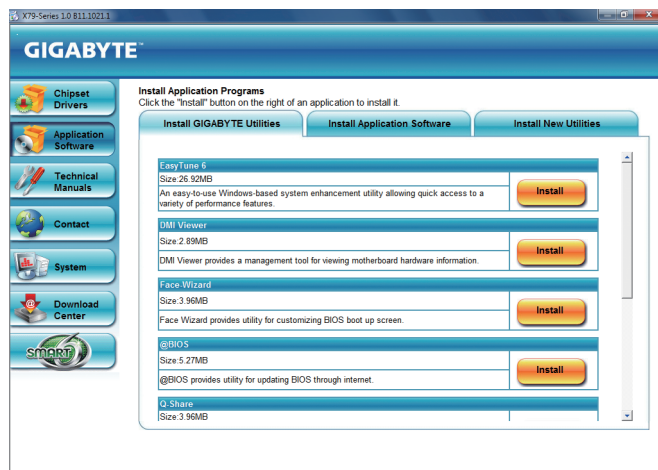 X79-Series 1.0 B11.1021.1
GIGABYTE™
Chipset
Drivers
Application
Software
Technical
Manuals
Contact
System
Download
Center
SMART 6
Install Application Programs
Click the "Install" button on the right of an application to install it.
Install GIGABYTE Utilities
Install Application Software
Install New Utilities
EasyTune 6
Size:26.92MB
An easy-to-use Windows-based system enhancement utility allowing quick access to a
variety of performance features.
Install
DMI Viewer
Size:2.89MB
DMI Viewer provides a management tool for viewing motherboard hardware information.
Install
Face-Wizard
Size:3.96MB
Face Wizard provides utility for customizing BIOS boot up screen.
Install
@BIOS
Size:5.27MB
@BIOS provides utility for updating BIOS through internet.
Install
Q-Share
Size:3.96MB